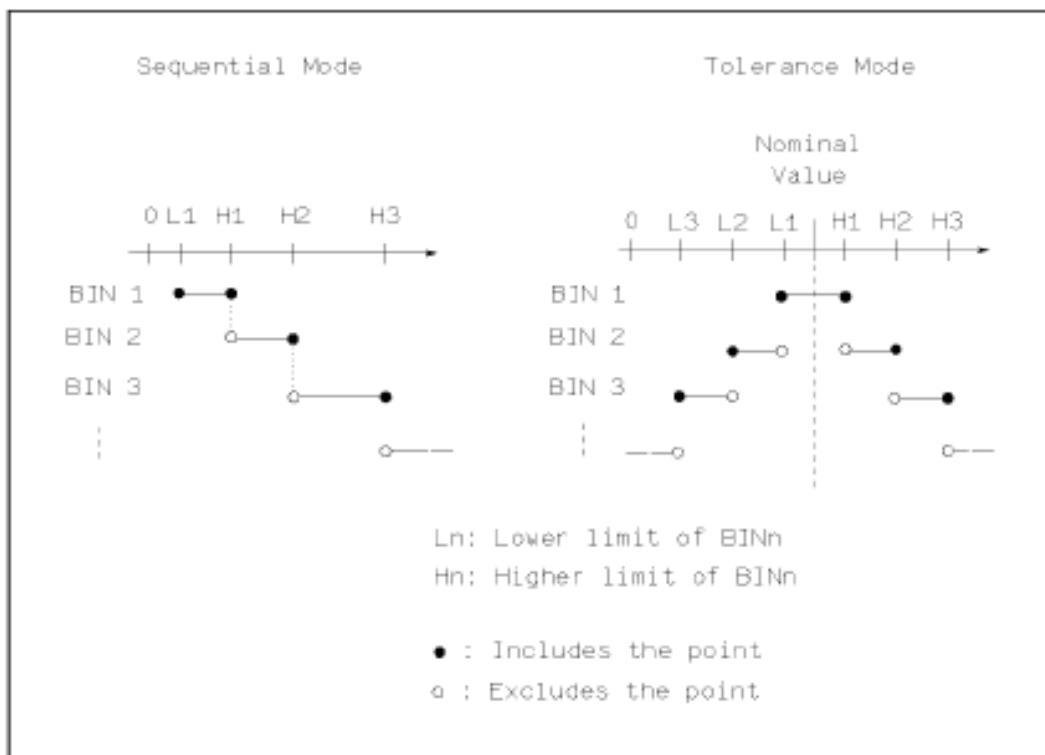 Sequential Mode
0 L1 H1 H2 H3
BIN 1
BIN 2
BIN 3
Tolerance Mode
Nominal
Value
0 L3 L2 L1 H1 H2 H3
BIN 1
BIN 2
BIN 3
Ln: Lower limit of BINn
Hn: Higher limit of BINn
● : Includes the point
○ : Excludes the point